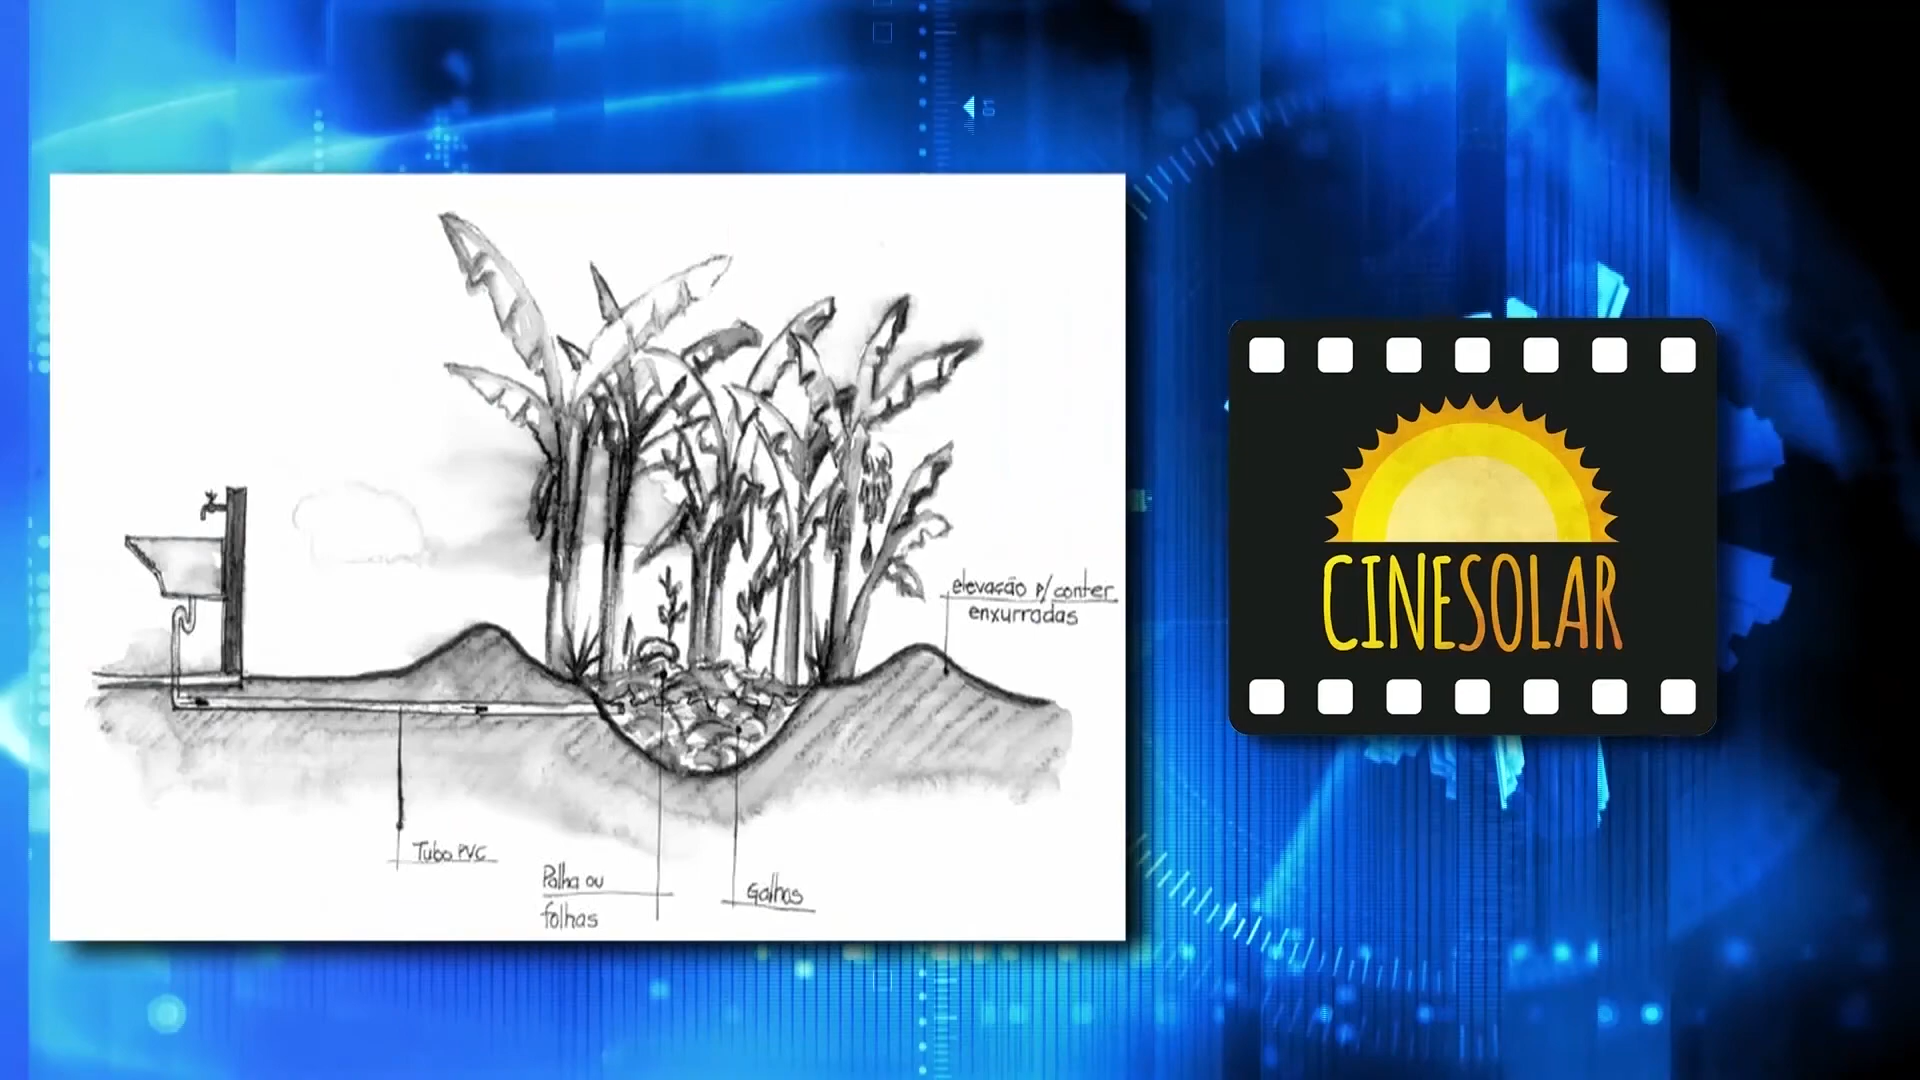 elevação p/ conter
enxurradas
Tubo PVC
Palha ou
folhas
Galhos
CINESOLAR